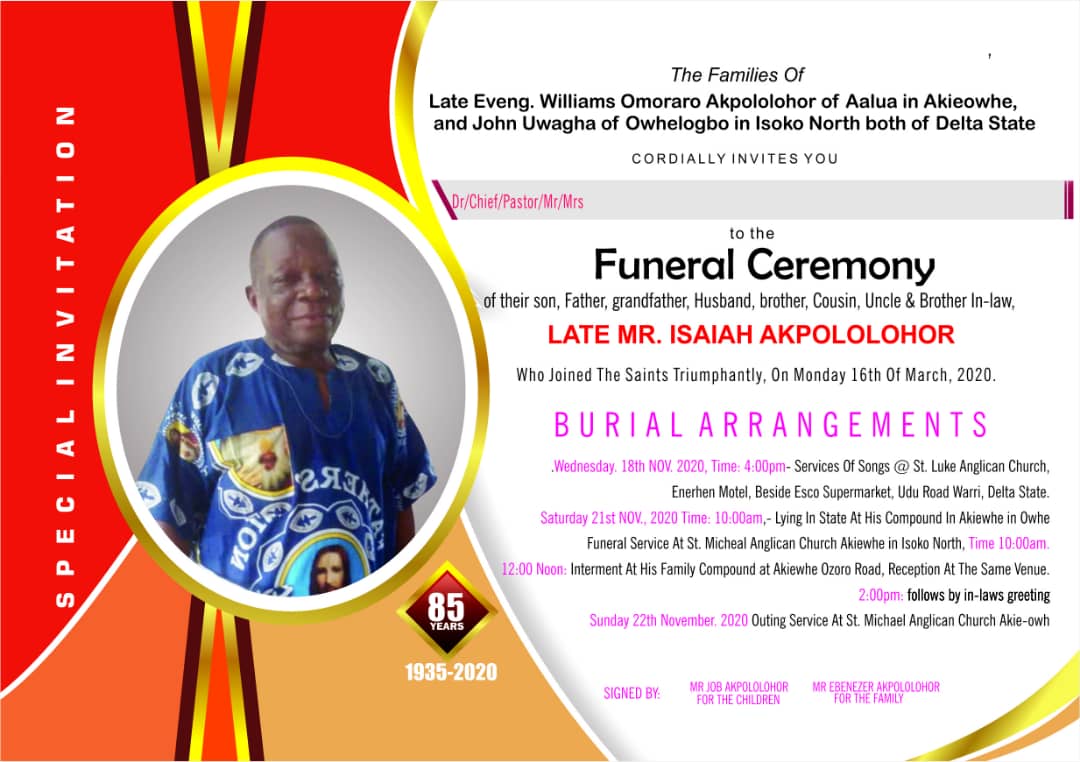 SPECIAL INVITATION
The Families Of
Late Eveng. Williams Omoraro Akpololohor of Aalua in Akieowhe,
and John Uwagha of Owhelogbo in Isoko North both of Delta State
CORDIALLY INVITES YOU
Dr/Chief/Pastor/Mr/Mrs
to the
Funeral Ceremony
of their son, Father, grandfather, Husband, brother, Cousin, Uncle & Brother In-law,
LATE MR. ISAIAH AKPOLOLOHOR
Who Joined The Saints Triumphantly, On Monday 16th Of March, 2020.
BURIAL ARRANGEMENTS
.Wednesday. 18th NOV. 2020, Time: 4:00pm- Services Of Songs @ St. Luke Anglican Church,
Enerhen Motel, Beside Esco Supermarket, Udu Road Warri, Delta State.
Saturday 21st NOV., 2020 Time: 10:00am,- Lying In State At His Compound In Akiewhe in Owhe
Funeral Service At St. Micheal Anglican Church Akiewhe in Isoko North, Time 10:00am.
12:00 Noon: Interment At His Family Compound at Akiewhe Ozoro Road, Reception At The Same Venue.
2:00pm: follows by in-laws greeting
Sunday 22th November. 2020 Outing Service At St. Michael Anglican Church Akie-owh
85
YEARS
1935-2020
SIGNED BY:
MR JOB AKPOLOLOHOR
FOR THE CHILDREN
MR EBENEZER AKPOLOLOHOR
FOR THE FAMILY